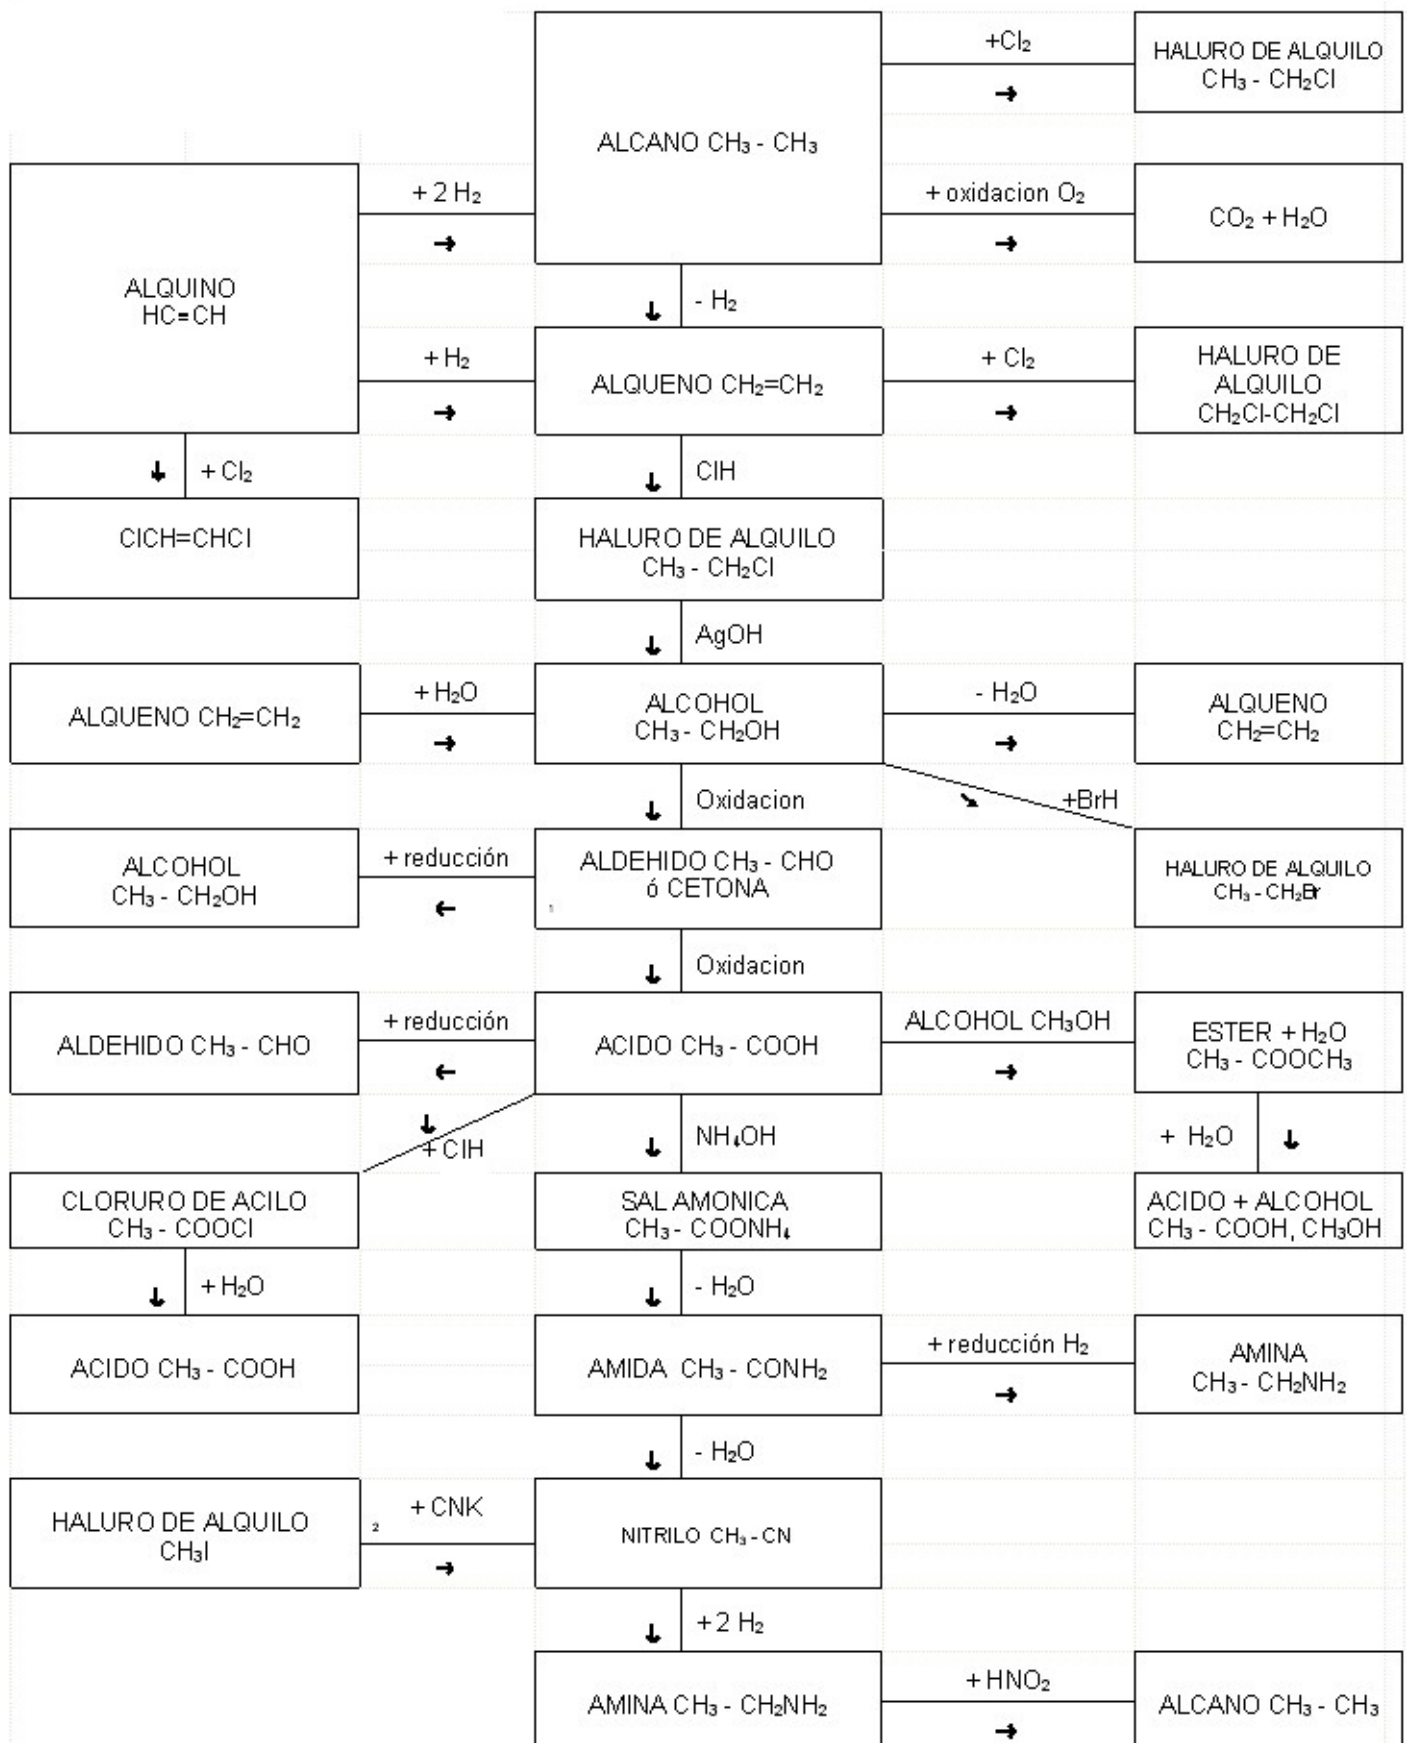 +Cl₂
HALURO DE ALQUILO
CH₃ - CH₂Cl
ALCANO CH₃ - CH₃
+ 2 H₂
+ oxidacion O₂
CO₂ + H₂O
ALQUINO
HC≡CH
- H₂
+ H₂
ALQUENO CH₂=CH₂
+ Cl₂
HALURO DE
ALQUILO
CH₂Cl-CH₂Cl
+ Cl₂
ClH
ClCH=CHCl
HALURO DE ALQUILO
CH₃ - CH₂Cl
AgOH
ALQUENO CH₂=CH₂
+ H₂O
ALCOHOL
CH₃ - CH₂OH
- H₂O
ALQUENO
CH₂=CH₂
Oxidacion
+BrH
ALCOHOL
CH₃ - CH₂OH
+ reducción
ALDEHIDO CH₃ - CHO
ó CETONA
1
HALURO DE ALQUILO
CH₃ - CH₂Br
Oxidacion
ALDEHIDO CH₃ - CHO
+ reducción
ACIDO CH₃ - COOH
ALCOHOL CH₃OH
ESTER + H₂O
CH₃ - COOCH₃
+ ClH
NH₄OH
+ H₂O
CLORURO DE ACILO
CH₃ - COOCl
SAL AMONICA
CH₃ - COONH₄
ACIDO + ALCOHOL
CH₃ - COOH, CH₃OH
+ H₂O
- H₂O
ACIDO CH₃ - COOH
AMIDA CH₃ - CONH₂
+ reducción H₂
AMINA
CH₃ - CH₂NH₂
- H₂O
HALURO DE ALQUILO
CH₃I
2
+ CNK
NITRILO CH₃ - CN
+2 H₂
AMINA CH₃ - CH₂NH₂
+ HNO₂
ALCANO CH₃ - CH₃